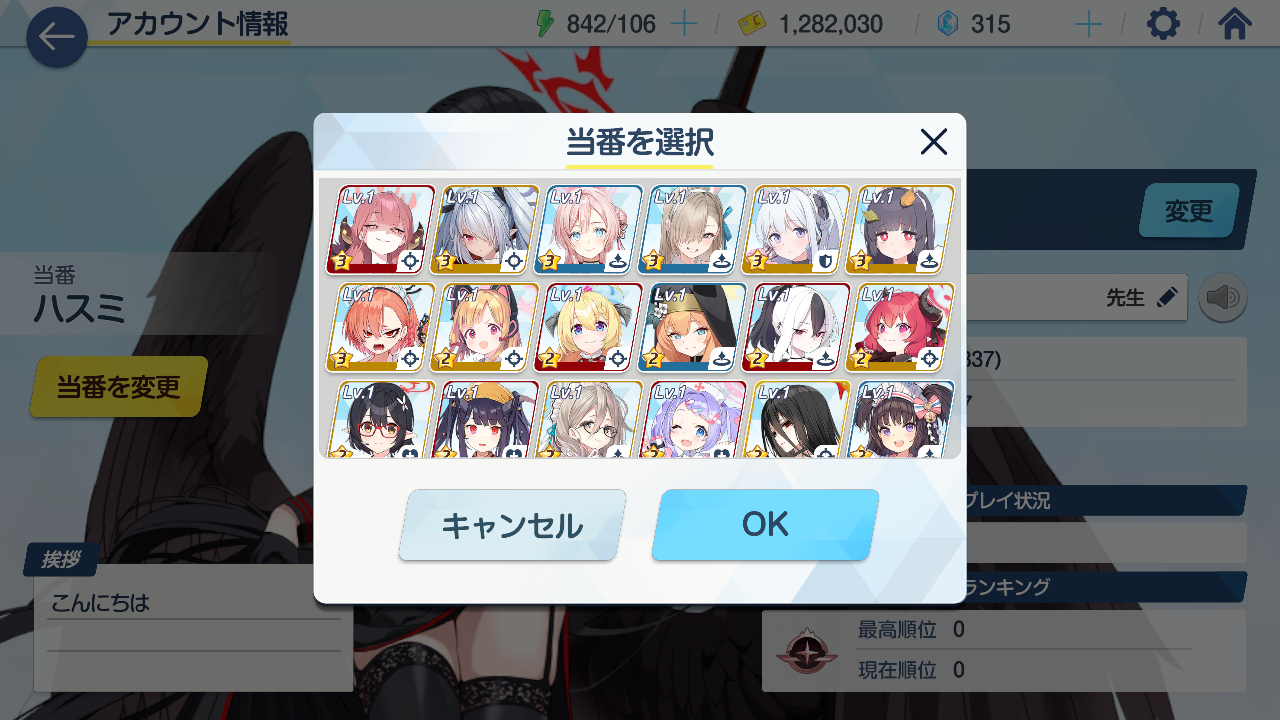 アカウント情報
842/106
1,282,030
315
当番を選択
変更
当番
ハスミ
先生
当番を変更
Lv.1 Lv.1 Lv.1 Lv.1 Lv.1 Lv.1
3 3 3 3 3 3
Lv.1 Lv.1 Lv.1 Lv.1 Lv.1 Lv.1
3 2 2 2 2 2
Lv.1 Lv.1 Lv.1 Lv.1 Lv.1 Lv.1
337)
キャンセル
OK
プレイ状況
挨拶
こんにちは
ランキング
最高順位 0
現在順位 0